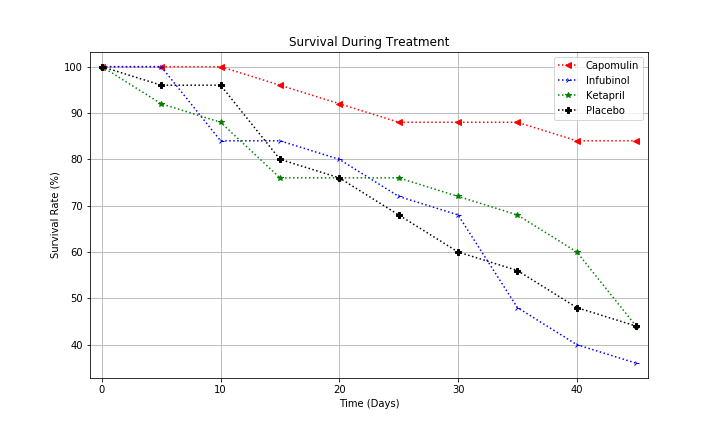 Survival During Treatment
Capomulin
Infubinol
Ketapril
Placebo
Survival Rate (%)
100
90
80
70
60
50
40
0 10 20 30 40
Time (Days)